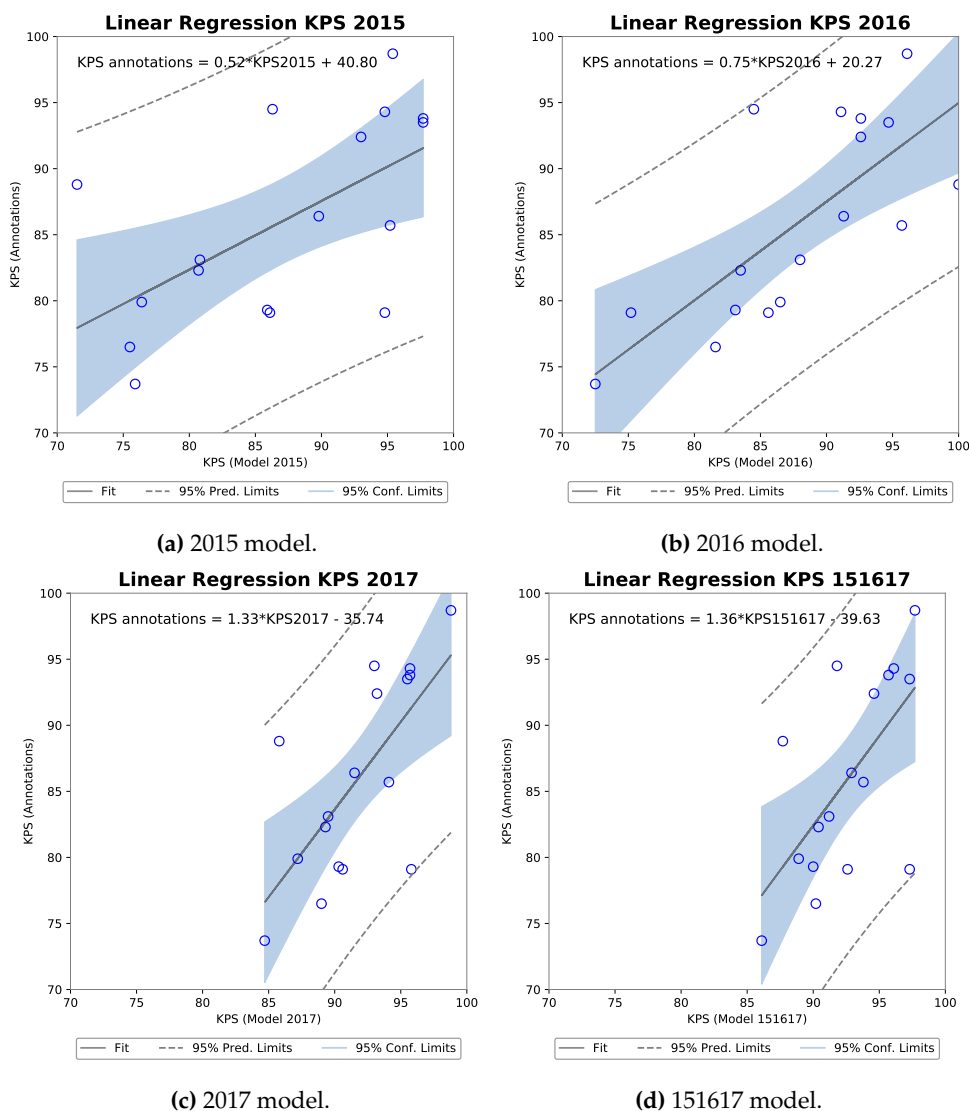 Linear Regression KPS 2015
KPS annotations = 0.52*KPS2015 + 40.80
100
95
90
85
80
75
70
KPS (Annotations)
70 75 80 85 90 95 100
KPS (Model 2015)
Fit 95% Pred. Limits 95% Conf. Limits
(a) 2015 model.
Linear Regression KPS 2016
KPS annotations = 0.75*KPS2016 + 20.27
100
95
90
85
80
75
70
KPS (Annotations)
70 75 80 85 90 95 100
KPS (Model 2016)
Fit 95% Pred. Limits 95% Conf. Limits
(b) 2016 model.
Linear Regression KPS 2017
KPS annotations = 1.33*KPS2017 - 35.74
100
95
90
85
80
75
70
KPS (Annotations)
70 75 80 85 90 95 100
KPS (Model 2017)
Fit 95% Pred. Limits 95% Conf. Limits
(c) 2017 model.
Linear Regression KPS 151617
KPS annotations = 1.36*KPS151617 - 39.63
100
95
90
85
80
75
70
KPS (Annotations)
70 75 80 85 90 95 100
KPS (Model 151617)
Fit 95% Pred. Limits 95% Conf. Limits
(d) 151617 model.